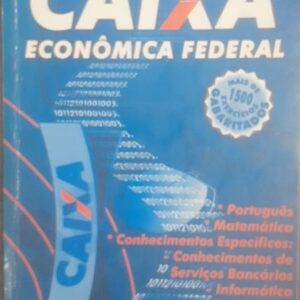 CAIXA
ECONÔMICA FEDERAL
MAIS DE
1500
EXERCÍCIOS
GABARITADOS
CAIXA
* Português
* Matemática
* Conhecimentos Específicos:
* Conhecimentos de
Serviços Bancários
* Informática